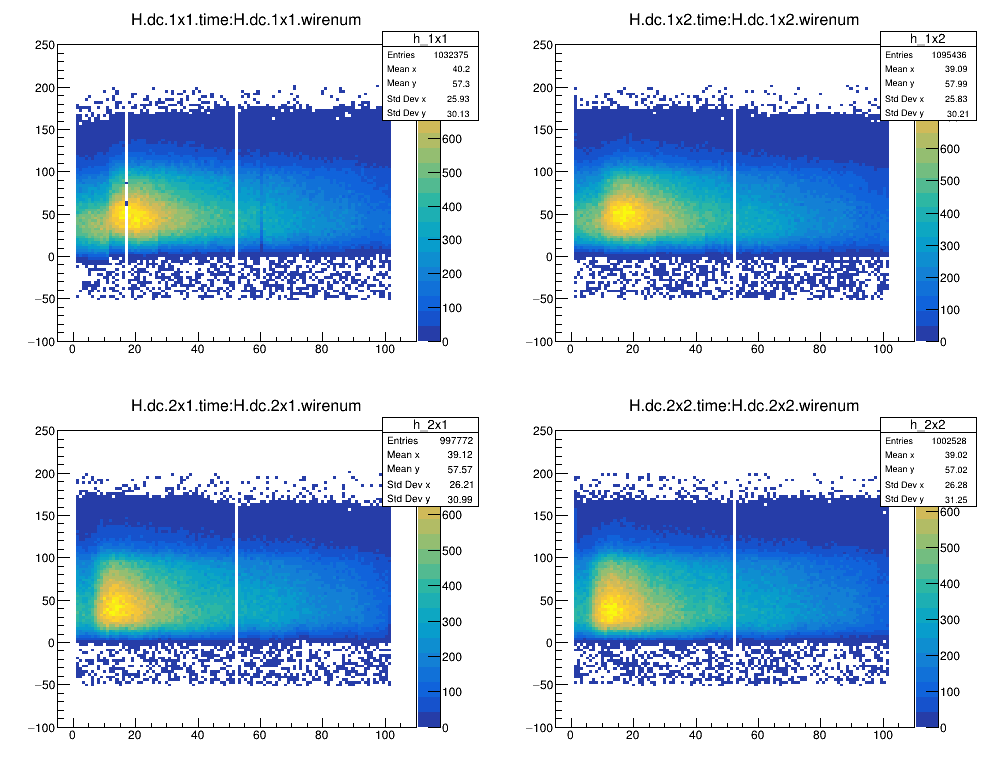 H.dc.1x1.time:H.dc.1x1.wirenum
h_1x1
Entries 1032375
Mean x 40.2
Mean y 57.3
Std Dev x 25.93
Std Dev y 30.13
250
200
150
100
50
0
−50
−100
0 20 40 60 80 100
600
500
400
300
200
100
0
H.dc.1x2.time:H.dc.1x2.wirenum
h_1x2
Entries 1095436
Mean x 39.09
Mean y 57.99
Std Dev x 25.83
Std Dev y 30.21
250
200
150
100
50
0
−50
−100
0 20 40 60 80 100
600
500
400
300
200
100
0
H.dc.2x1.time:H.dc.2x1.wirenum
h_2x1
Entries 997772
Mean x 39.12
Mean y 57.57
Std Dev x 26.21
Std Dev y 30.99
250
200
150
100
50
0
−50
−100
0 20 40 60 80 100
600
500
400
300
200
100
0
H.dc.2x2.time:H.dc.2x2.wirenum
h_2x2
Entries 1002528
Mean x 39.02
Mean y 57.02
Std Dev x 26.28
Std Dev y 31.25
250
200
150
100
50
0
−50
−100
0 20 40 60 80 100
600
500
400
300
200
100
0